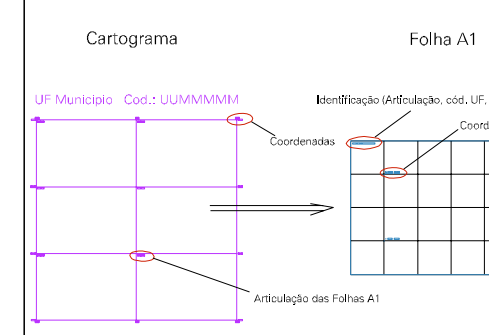 Cartograma
Folha A1
UF Municipio Cod.: UUMMMMM
Identificação (Articulação, cód. UF,
Coord
Coordenadas
Articulação das Folhas A1